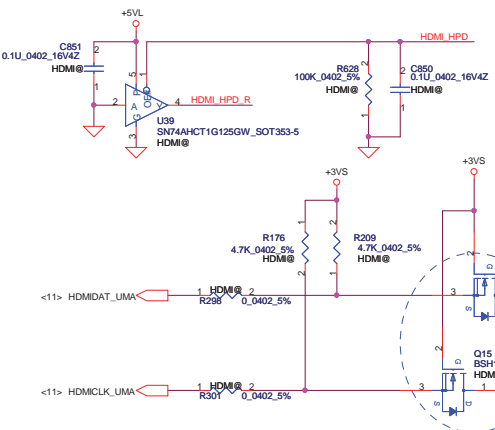 +5VL
C851
0.1U_0402_16V4Z
HDMI@
2
1
5
1
P
OE#
2
A
Y
4
G
3
HDMI_HPD_R
U39
SN74AHCT1G125GW_SOT353-5
HDMI@
HDMI_HPD
R628
100K_0402_5%
HDMI@
2
1
C850
0.1U_0402_16V4Z
HDMI@
2
1
+3VS
+3VS
R176
4.7K_0402_5%
HDMI@
1
2
R209
4.7K_0402_5%
HDMI@
2
1
<11> HDMIDAT_UMA
1
HDMI@
2
R298
0_0402_5%
3
2
G
S
Q15
BSH1
HDM
2
G
<11> HDMICLK_UMA
1
HDMI@
2
R301
0_0402_5%
3
1
S
D